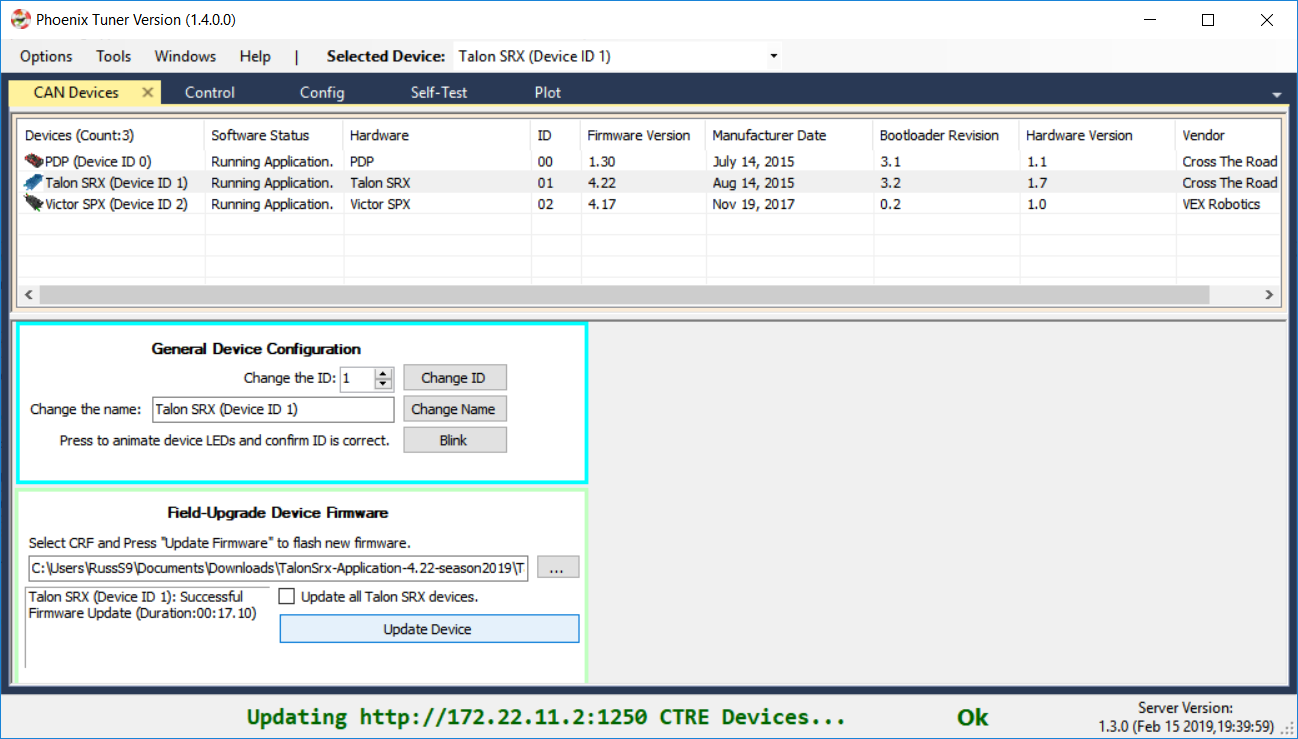 Phoenix Tuner Version (1.4.0.0)
Options Tools Windows Help | Selected Device: Talon SRX (Device ID 1)
CAN Devices Control Config Self-Test Plot
Devices (Count:3) Software Status Hardware ID Firmware Version Manufacturer Date Bootloader Revision Hardware Version Vendor
PDP (Device ID 0) Running Application. PDP 00 1.30 July 14, 2015 3.1 1.1 Cross The Road
Talon SRX (Device ID 1) Running Application. Talon SRX 01 4.22 Aug 14, 2015 3.2 1.7 Cross The Road
Victor SPX (Device ID 2) Running Application. Victor SPX 02 4.17 Nov 19, 2017 0.2 1.0 VEX Robotics
General Device Configuration
Change the ID: 1 Change ID
Change the name: Talon SRX (Device ID 1) Change Name
Press to animate device LEDs and confirm ID is correct. Blink
Field-Upgrade Device Firmware
Select CRF and Press "Update Firmware" to flash new firmware.
C:\Users\RussS9\Documents\Downloads\TalonSrx-Application-4.22-season2019\T ...
Talon SRX (Device ID 1): Successful
Firmware Update (Duration:00:17.10)
Update all Talon SRX devices.
Update Device
Updating http://172.22.11.2:1250 CTRE Devices... Ok
Server Version:
1.3.0 (Feb 15 2019,19:39:59)